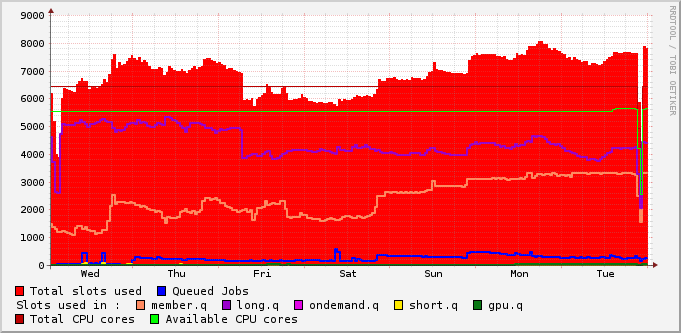 9000
8000
7000
6000
5000
4000
3000
2000
1000
0
Wed Thu Fri Sat Sun Mon Tue
RRDTOOL / TOBI OETIKER
Total slots used Queued Jobs
Slots used in : member.q long.q ondemand.q short.q gpu.q
Total CPU cores Available CPU cores